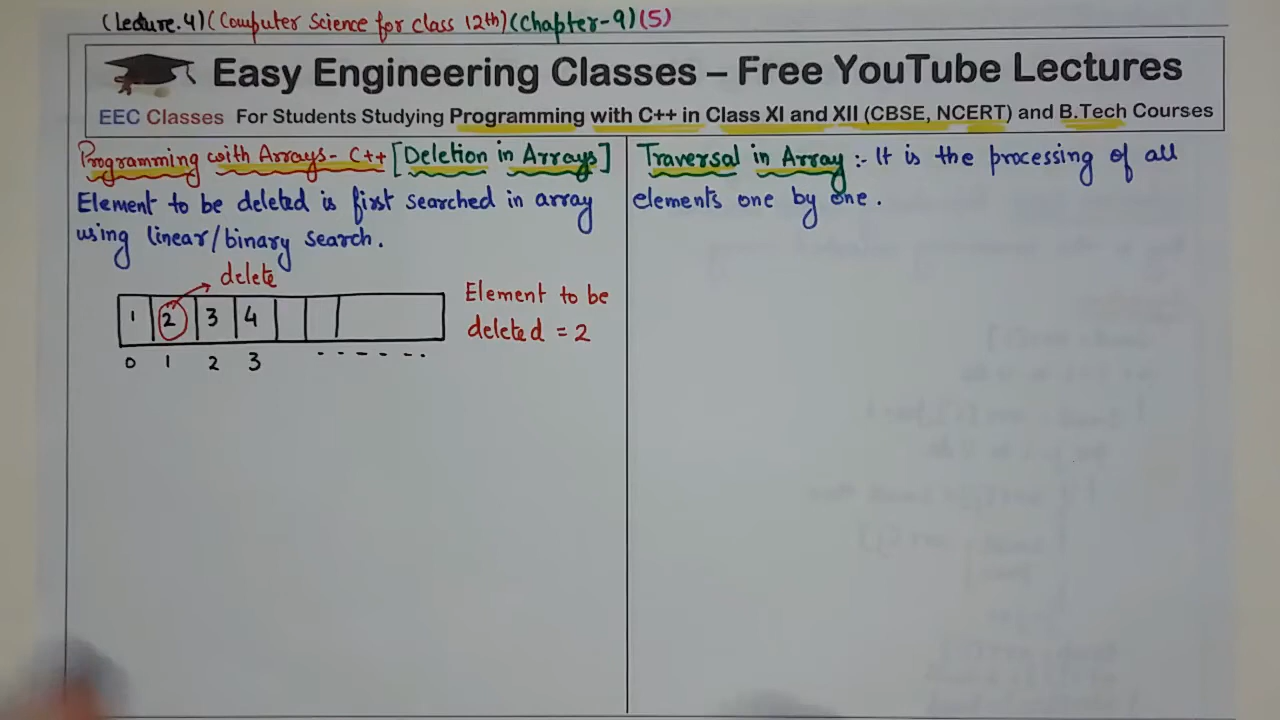 (Lecture.4)(Computer Science for class 12th)(Chapter-9)(5)
Easy Engineering Classes – Free YouTube Lectures
EEC Classes For Students Studying Programming with C++ in Class XI and XII (CBSE, NCERT) and B.Tech Courses
Programming with Arrays- C++ [Deletion in Arrays]
Element to be deleted is first searched in array
using linear/binary search.
delete
1 2 3 4
0 1 2 3 - - - - - - .
Element to be
deleted = 2
Traversal in Array :- It is the processing of all
elements one by one.